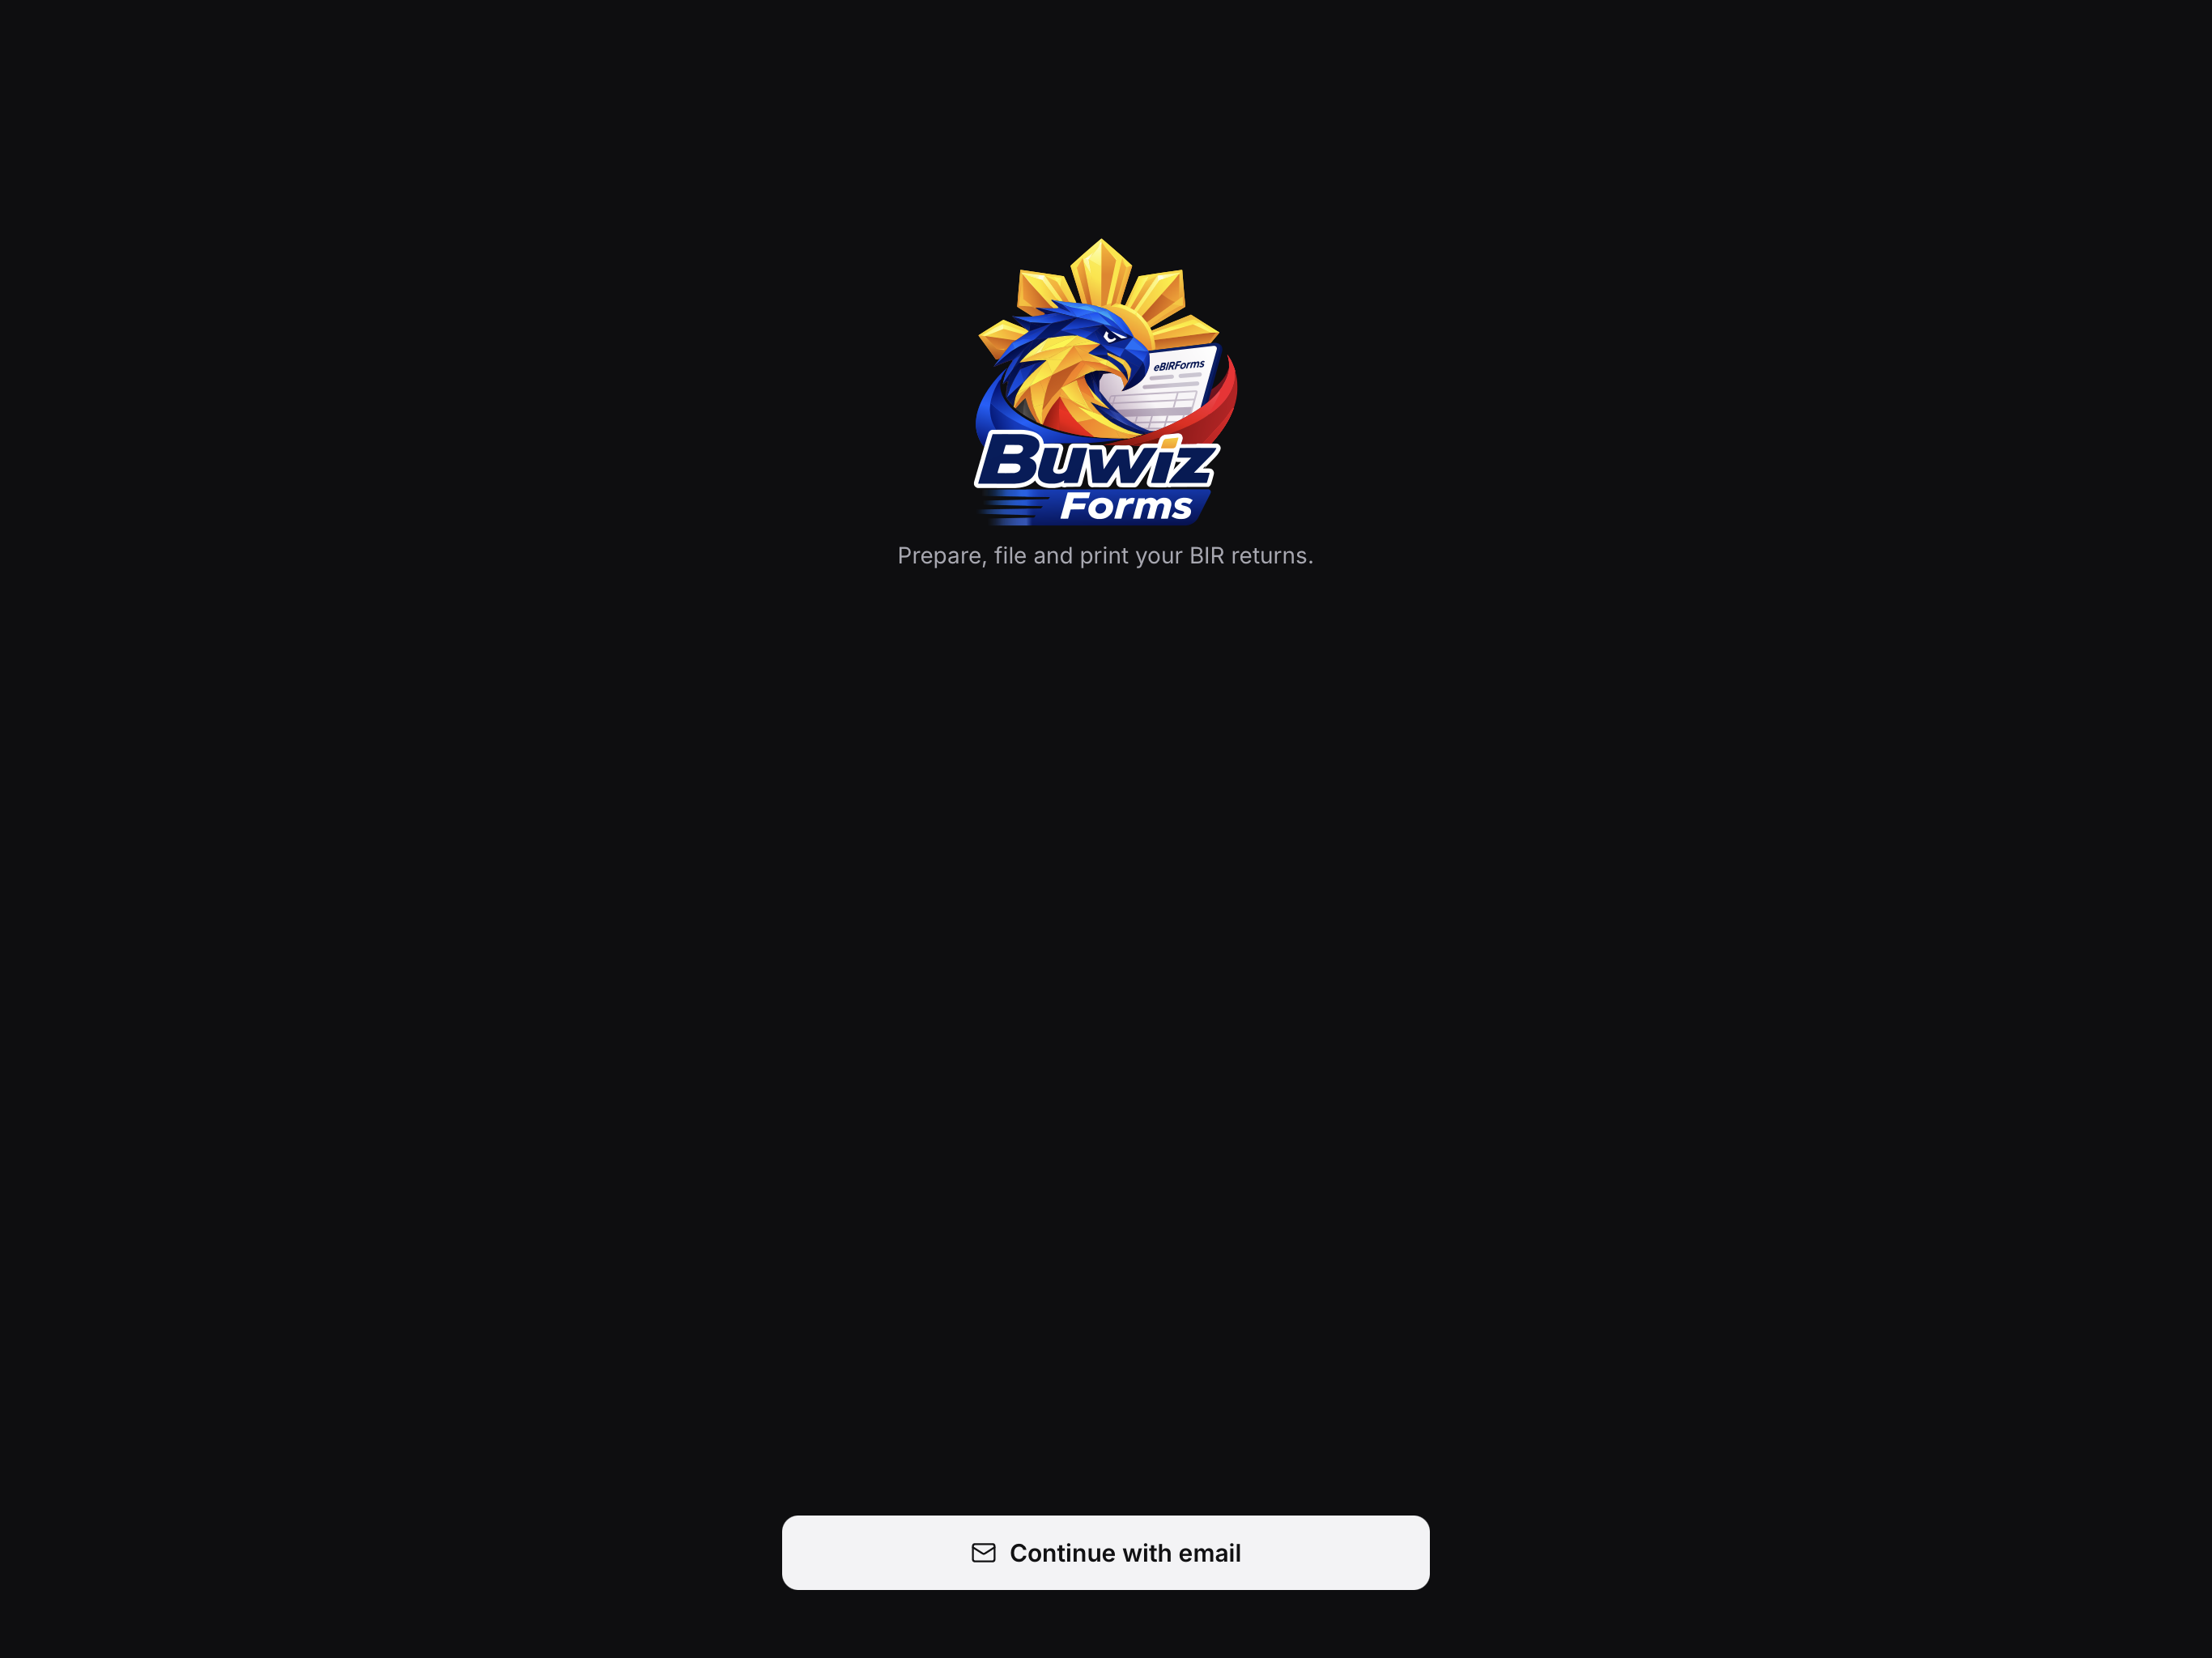 eBIRForms
Buwiz
Forms
Prepare, file and print your BIR returns.
Continue with email